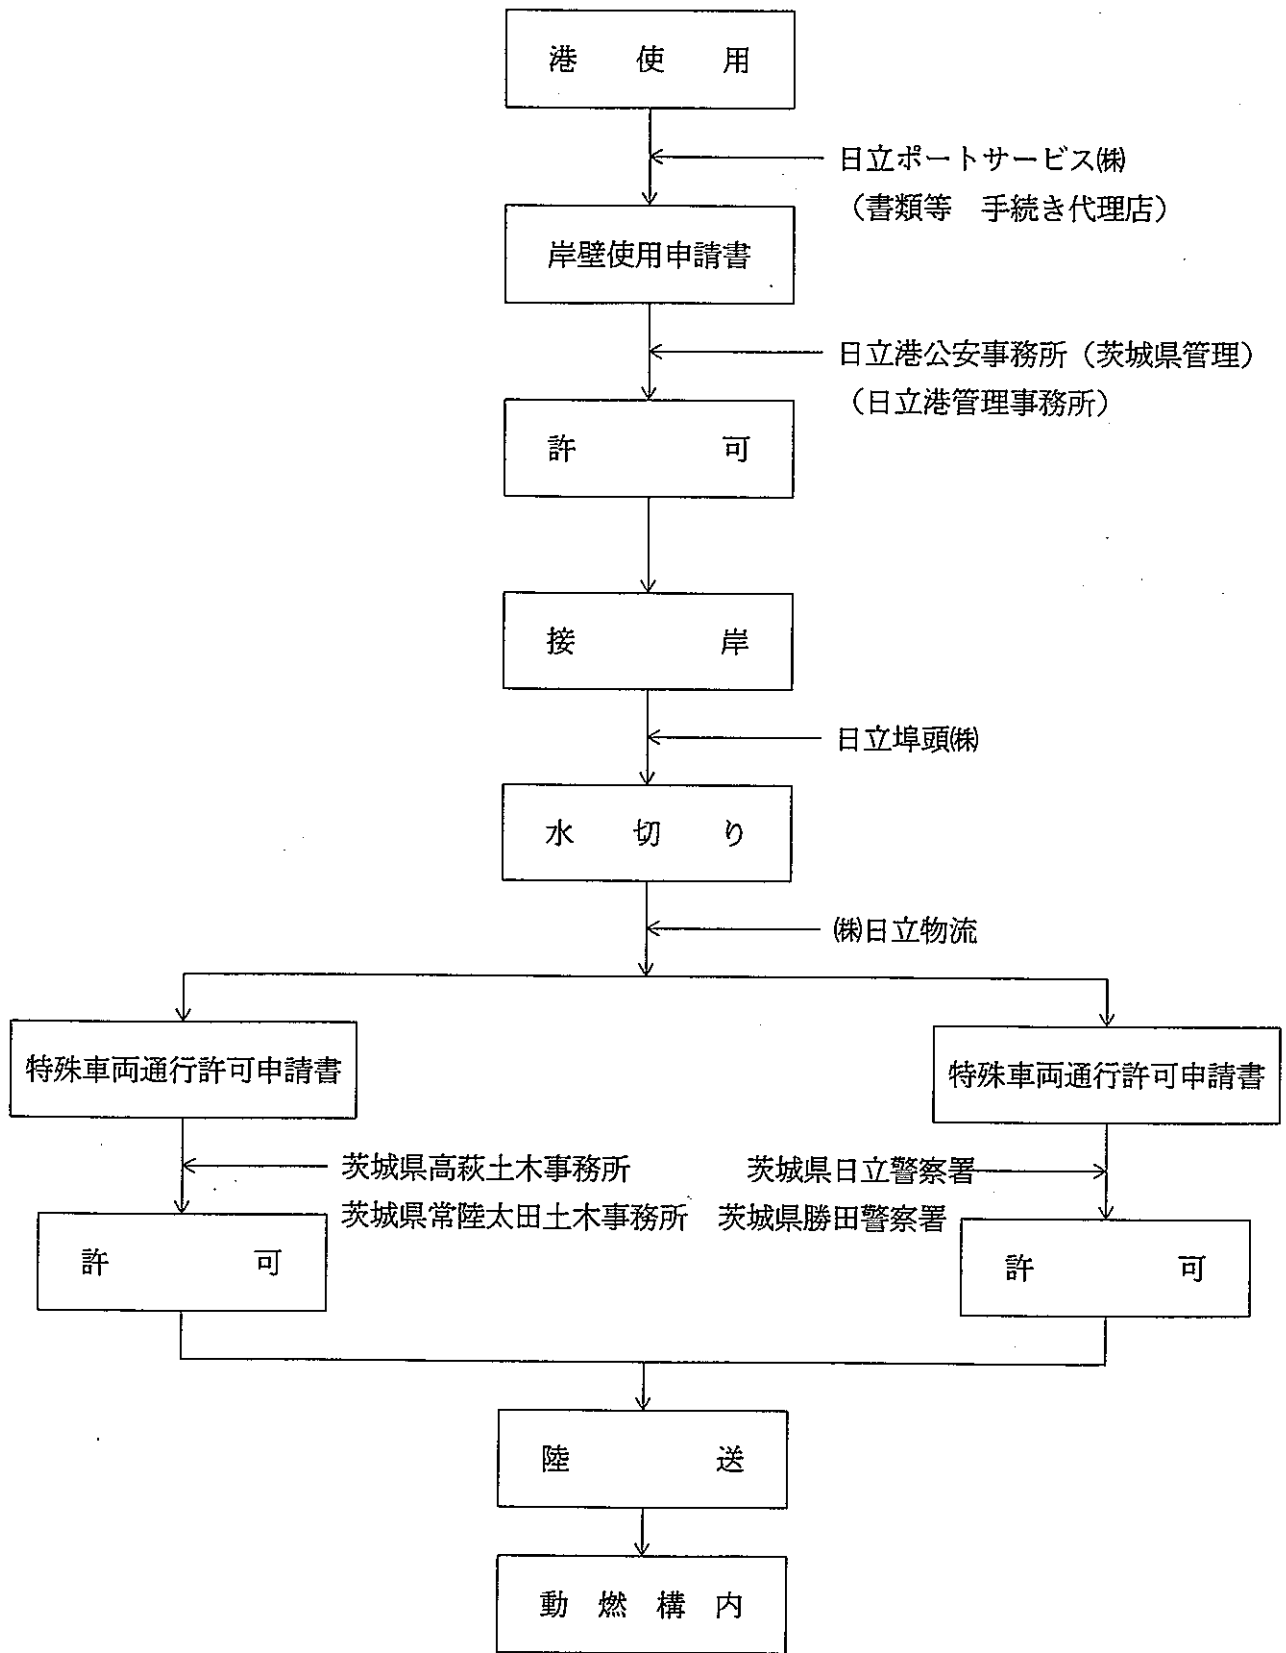 港　使　用
日立ポートサービス㈱
（書類等　手続き代理店）
岸壁使用申請書
日立港公安事務所（茨城県管理）
（日立港管理事務所）
許　可
接　岸
日立埠頭㈱
水　切　り
㈱日立物流
特殊車両通行許可申請書
特殊車両通行許可申請書
茨城県高萩土木事務所
茨城県日立警察署
茨城県常陸太田土木事務所
茨城県勝田警察署
許　可
許　可
陸　送
動　燃　構　内